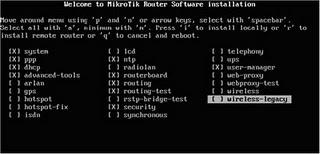 Welcome to MikroTik Router Software installation
Move around menu using 'p' and 'n' or arrow keys, select with 'spacebar'.
Select all with 'a', minimum with 'm'. Press 'i' to install locally or 'r' to
install remote router or 'q' to cancel and reboot.
[X] system [ ] lcd [ ] telephony
[X] ppp [X] ntp [ ] ups
[X] dhcp [ ] radiolan [X] user-manager
[X] advanced-tools [X] routerboard [ ] web-proxy
[ ] arlan [X] routing [ ] webproxy-test
[ ] gps [X] routing-test [ ] wireless
[ ] hotspot [ ] rstp-bridge-test [ ] wireless-legacy
[ ] hotspot-fix [X] security
[ ] isdn [ ] synchronous